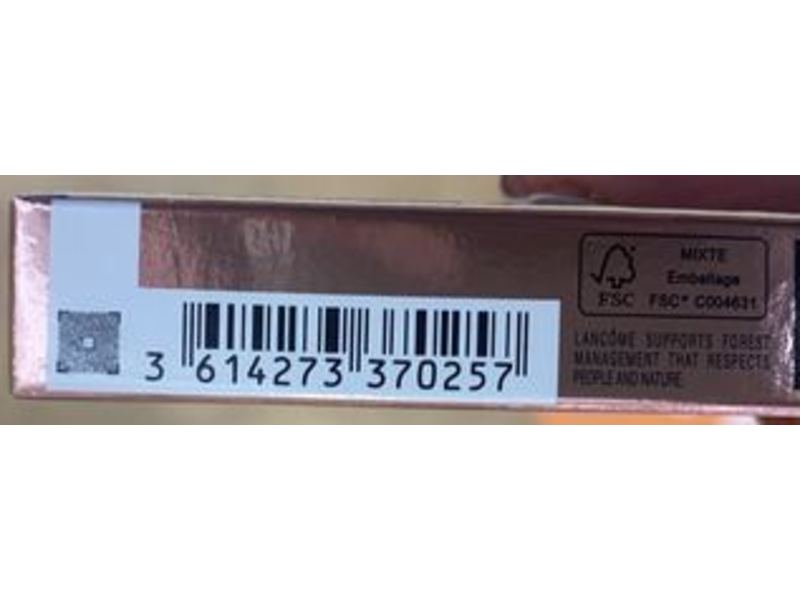 3 614273 370257
MIXTE
Emballage
FSC
FSC® C004631
LANCÔME SUPPORTS FOREST
MANAGEMENT THAT RESPECTS
PEOPLE AND NATURE